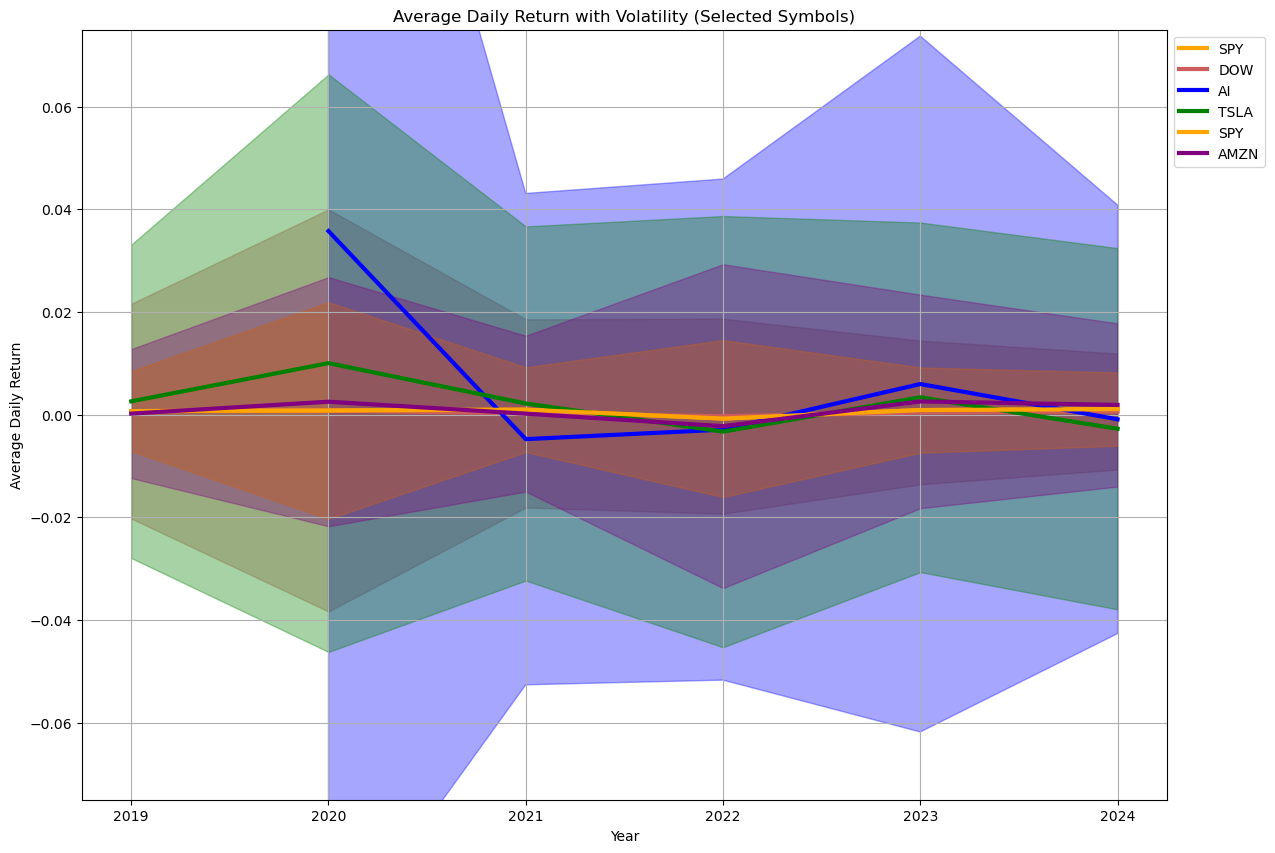 Average Daily Return with Volatility (Selected Symbols)
SPY
DOW
AI
TSLA
SPY
AMZN
Average Daily Return
0.06
0.04
0.02
0.00
−0.02
−0.04
−0.06
2019 2020 2021 2022 2023 2024
Year